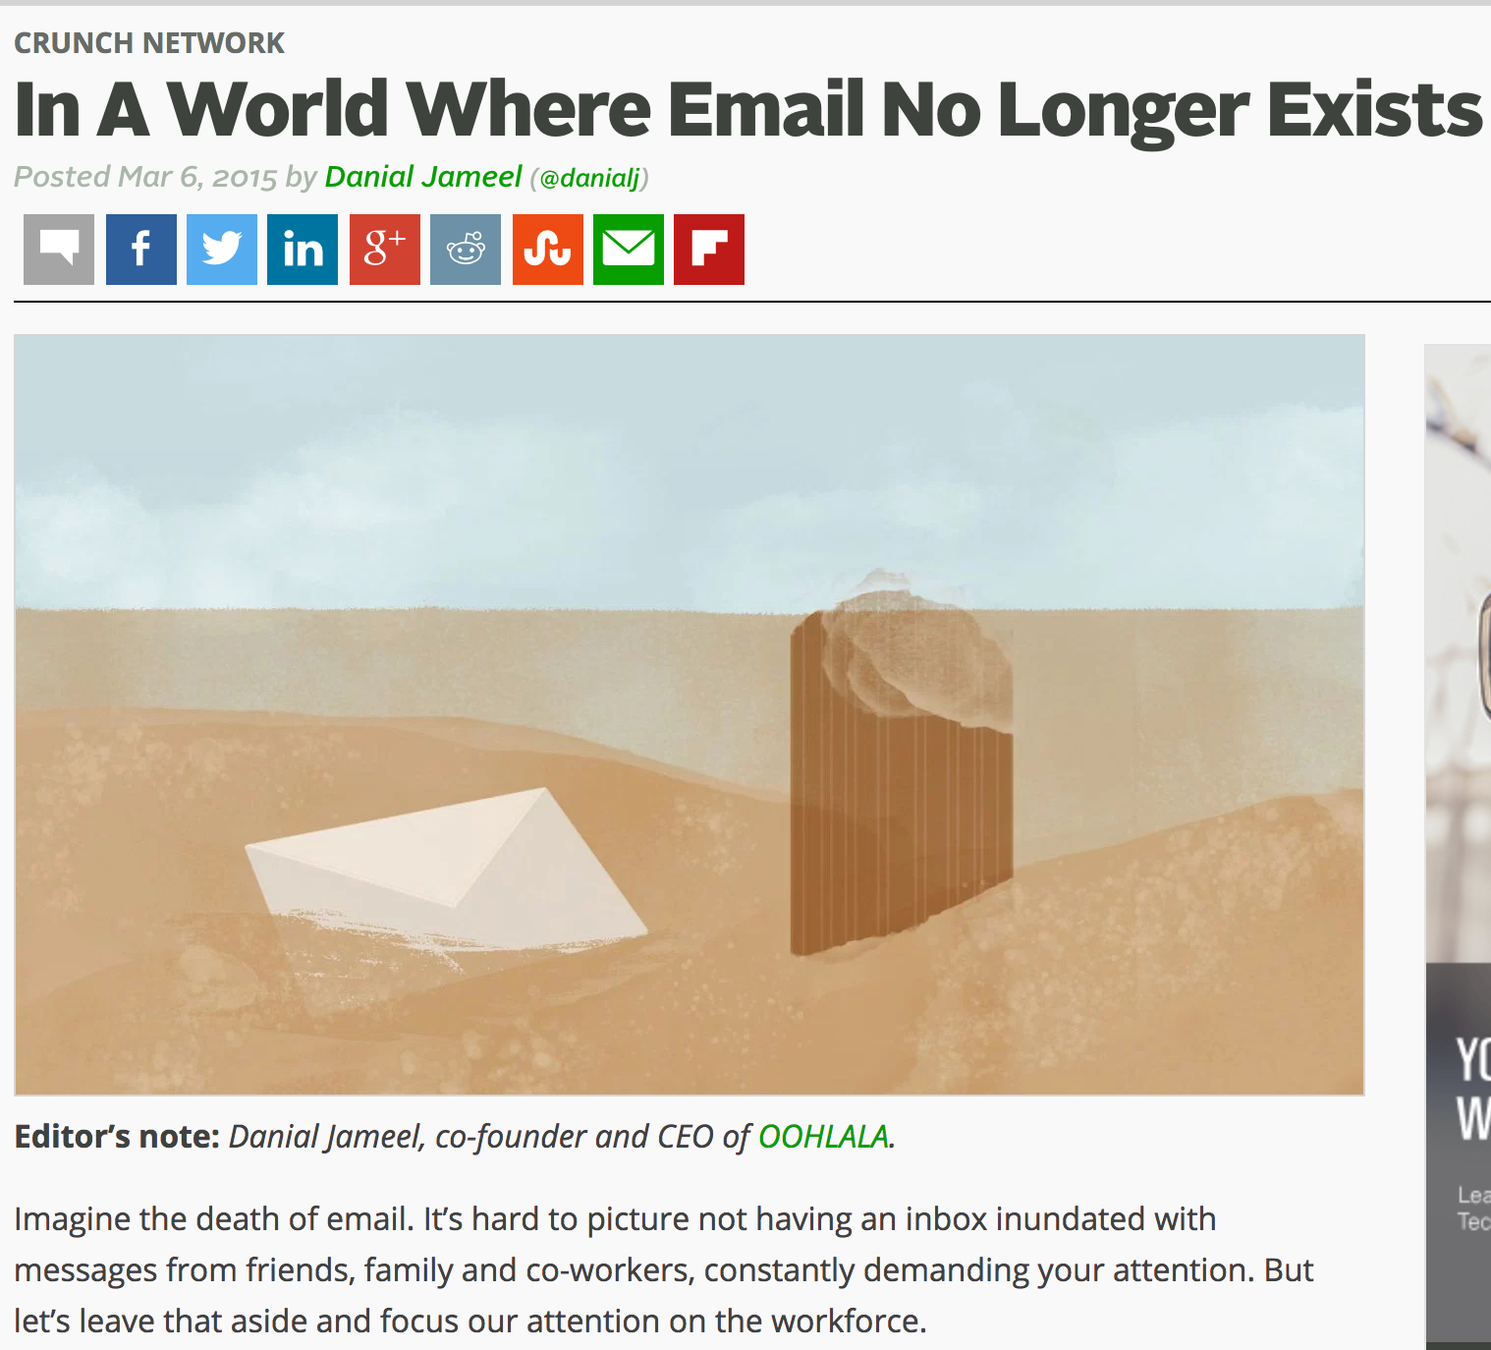 CRUNCH NETWORK
In A World Where Email No Longer Exists
Posted Mar 6, 2015 by Danial Jameel (@danialj)
f in g+
Editor’s note: Danial Jameel, co-founder and CEO of OOHLALA.
Imagine the death of email. It’s hard to picture not having an inbox inundated with
messages from friends, family and co-workers, constantly demanding your attention. But
let’s leave that aside and focus our attention on the workforce.